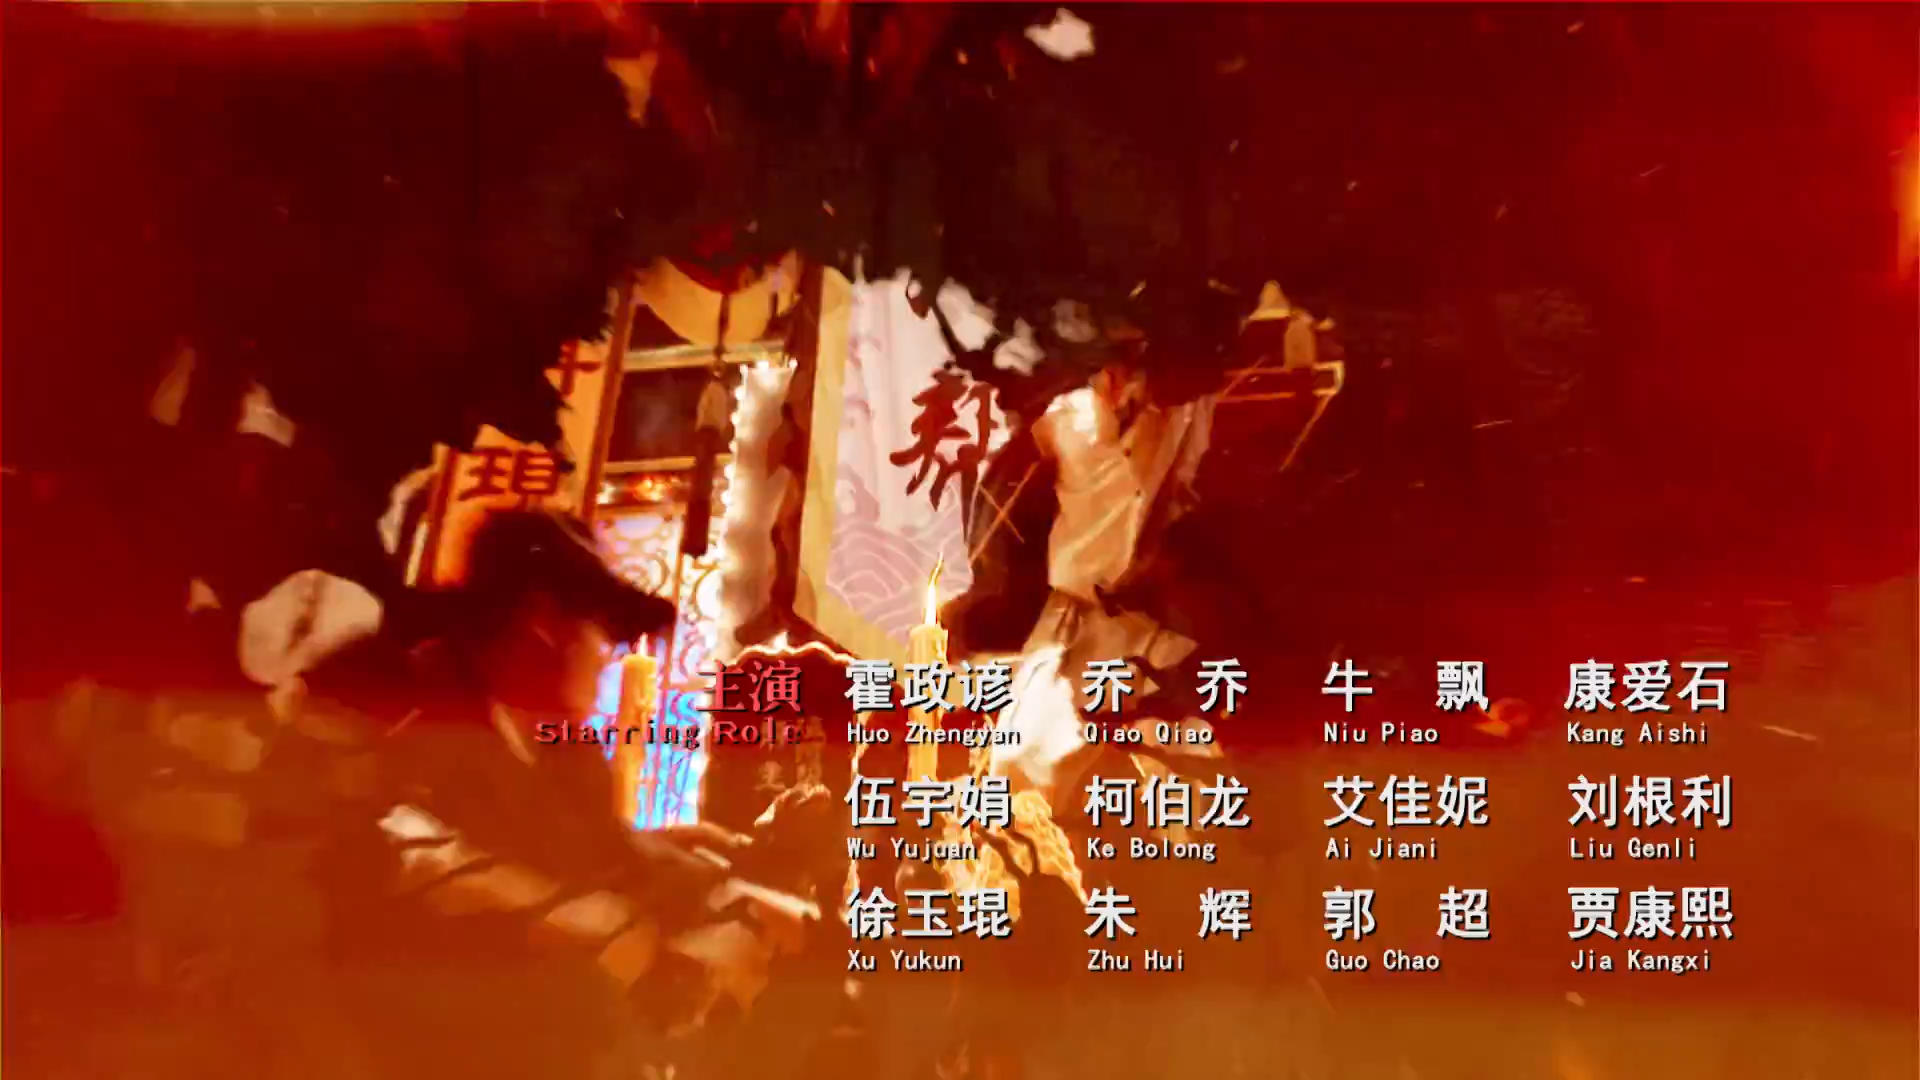 主演 霍政谚 乔 乔 牛 飘 康爱石
Starring Role Huo Zhengyan Qiao Qiao Niu Piao Kang Aishi
伍宇娟 柯伯龙 艾佳妮 刘根利
Wu Yujuan Ke Bolong Ai Jiani Liu Genli
徐玉琨 朱 辉 郭 超 贾康熙
Xu Yukun Zhu Hui Guo Chao Jia Kangxi